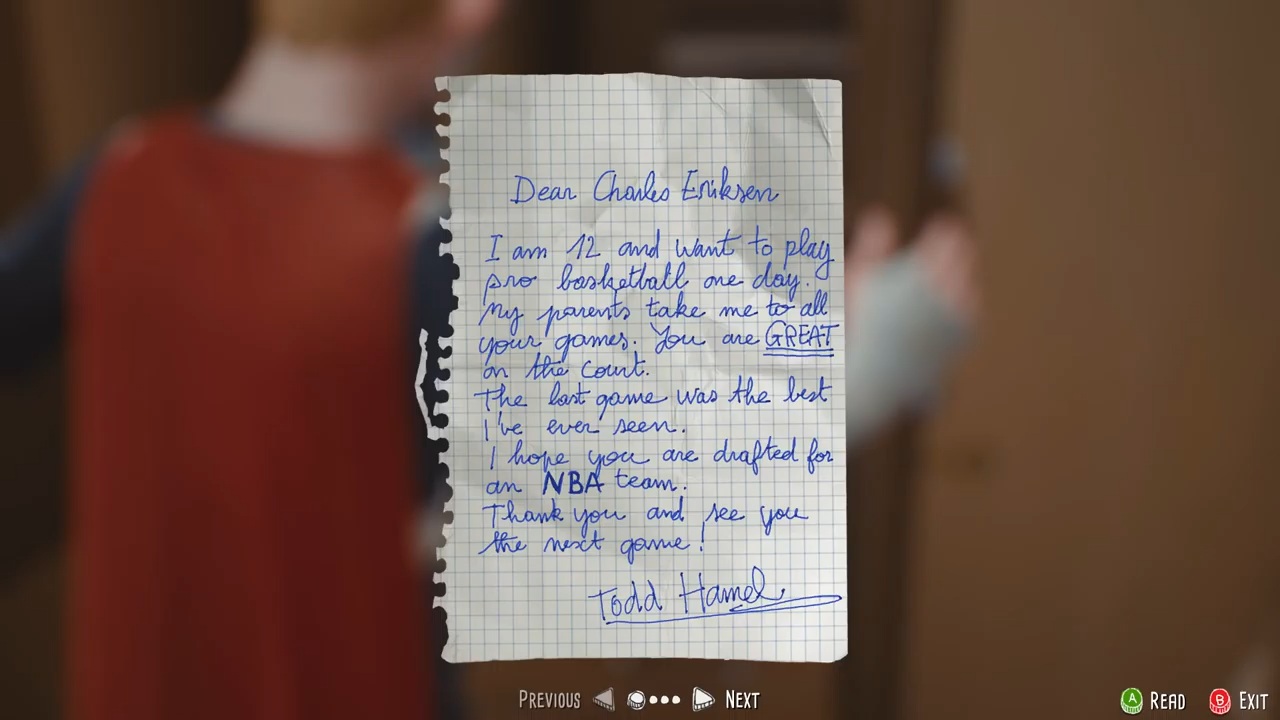 Dear Charles Eriksen
I am 12 and want to play
pro basketball one day.
My parents take me to all
your games. You are GREAT
on the court.
The last game was the best
I've ever seen.
I hope you are drafted for
an NBA team.
Thank you and see you
the next game!
Todd Hamel
PREVIOUS NEXT
A READ B EXIT